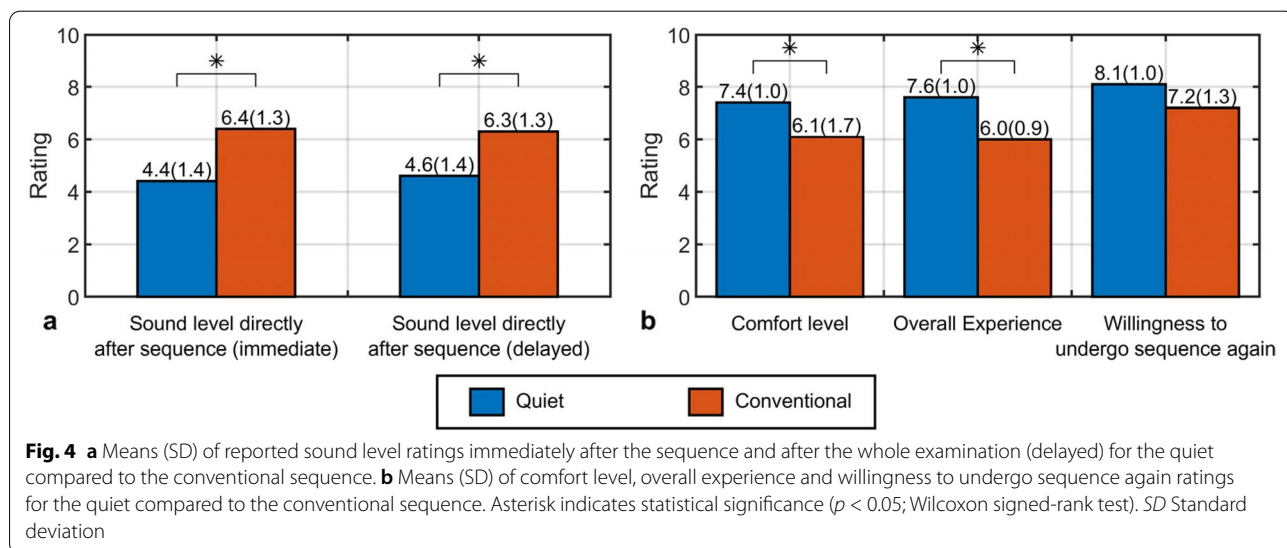 10
8
6
4
2
0
Rating
*
*
4.4(1.4)
6.4(1.3)
4.6(1.4)
6.3(1.3)
a
Sound level directly
after sequence (immediate)
Sound level directly
after sequence (delayed)
10
8
6
4
2
0
Rating
*
*
7.4(1.0)
6.1(1.7)
7.6(1.0)
6.0(0.9)
8.1(1.0)
7.2(1.3)
b
Comfort level
Overall Experience
Willingness to
undergo sequence again
Quiet
Conventional
Fig. 4 a Means (SD) of reported sound level ratings immediately after the sequence and after the whole examination (delayed) for the quiet
compared to the conventional sequence. b Means (SD) of comfort level, overall experience and willingness to undergo sequence again ratings
for the quiet compared to the conventional sequence. Asterisk indicates statistical significance (p < 0.05; Wilcoxon signed-rank test). SD Standard
deviation